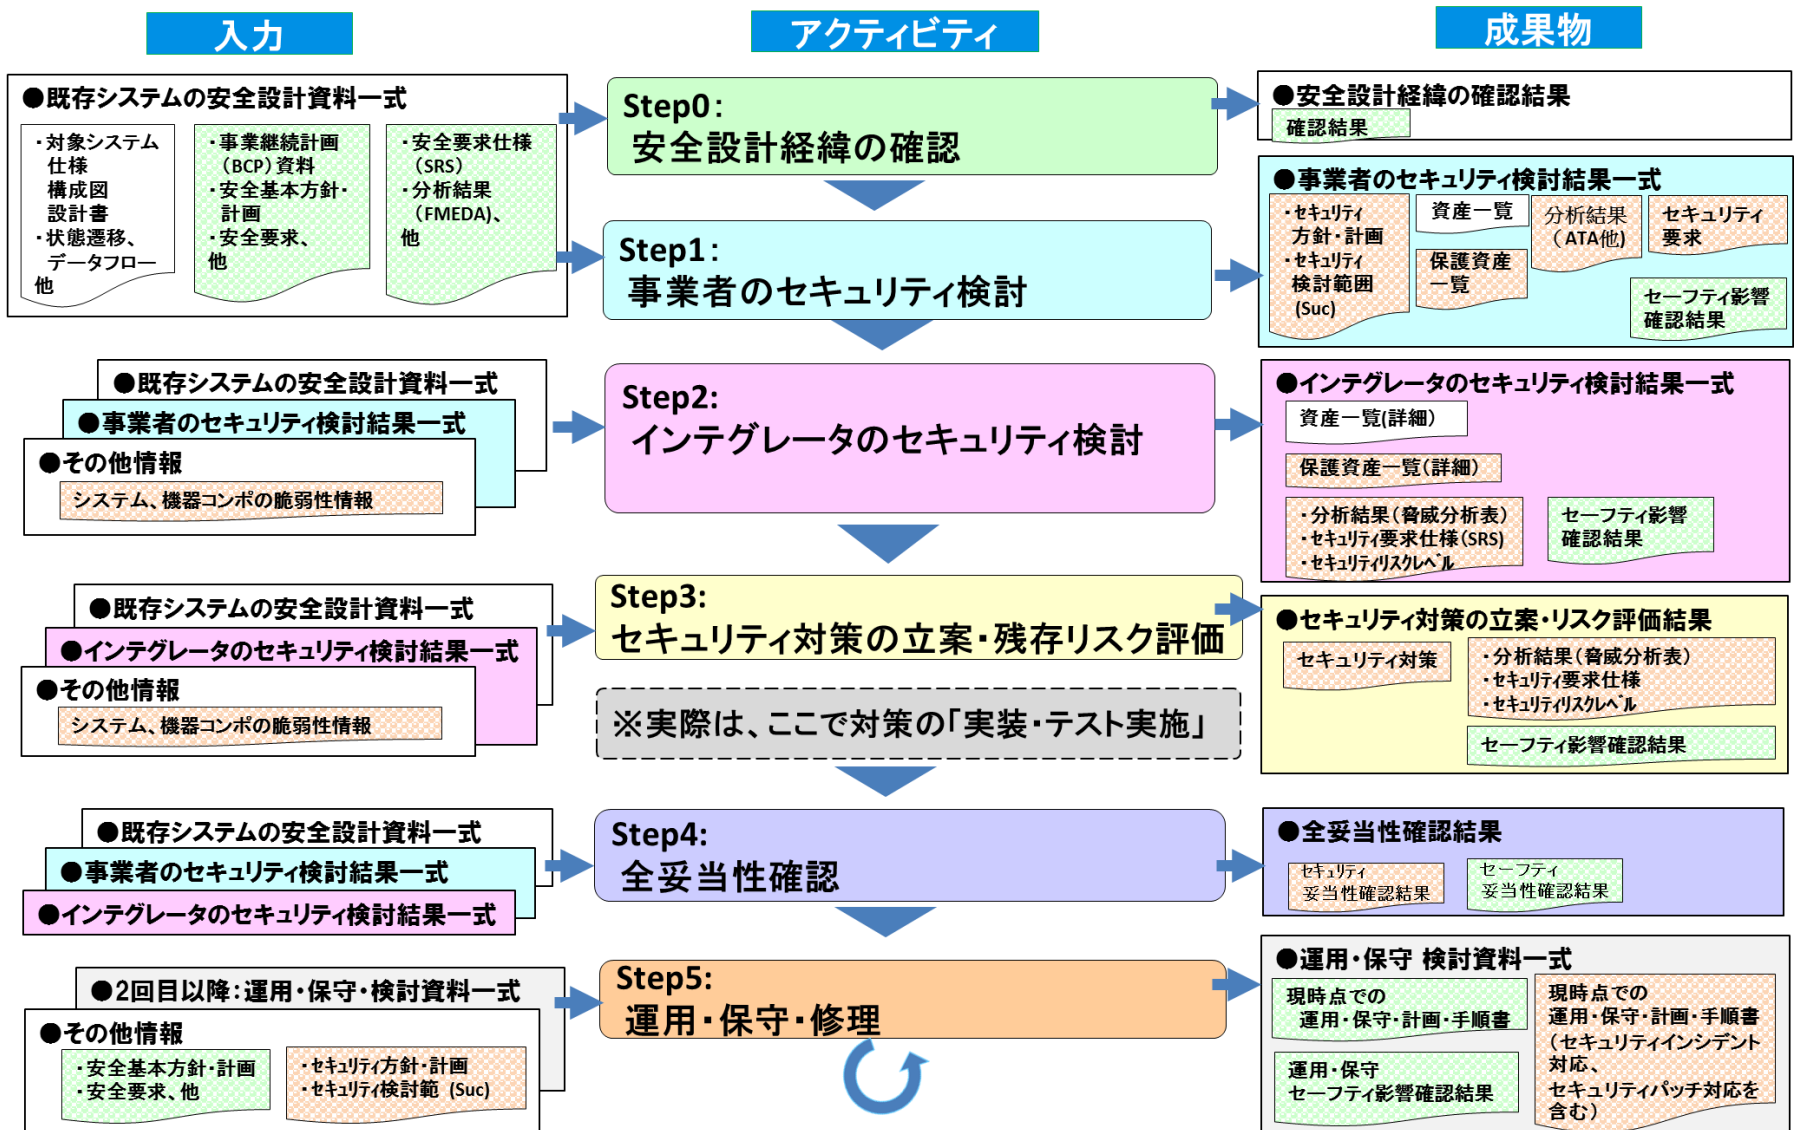 入力
アクティビティ
成果物
●既存システムの安全設計資料一式
・対象システム
仕様
構成図
設計書
・状態遷移、
データフロー
他
・事業継続計画
（BCP）資料
・安全基本方針・
計画
・安全要求、
他
・安全要求仕様
（SRS）
・分析結果
（FMEDA）、
他
Step0：
安全設計経緯の確認
●安全設計経緯の確認結果
確認結果
Step1：
事業者のセキュリティ検討
●事業者のセキュリティ検討結果一式
・セキュリティ
方針・計画
・セキュリティ
検討範囲
(Suc)
資産一覧
保護資産
一覧
分析結果
（ATA他)
セキュリティ
要求
セーフティ影響
確認結果
●既存システムの安全設計資料一式
●事業者のセキュリティ検討結果一式
●その他情報
システム、機器コンポの脆弱性情報
Step2:
インテグレータのセキュリティ検討
●インテグレータのセキュリティ検討結果一式
資産一覧(詳細）
保護資産一覧（詳細）
・分析結果（脅威分析表）
・セキュリティ要求仕様（SRS)
・セキュリティリスクレベル
セーフティ影響
確認結果
●既存システムの安全設計資料一式
●インテグレータのセキュリティ検討結果一式
●その他情報
システム、機器コンポの脆弱性情報
Step3:
セキュリティ対策の立案・残存リスク評価
※実際は、ここで対策の「実装・テスト実施」
●セキュリティ対策の立案・リスク評価結果
セキュリティ対策
・分析結果（脅威分析表）
・セキュリティ要求仕様
・セキュリティリスクレベル
セーフティ影響確認結果
●既存システムの安全設計資料一式
●事業者のセキュリティ検討結果一式
●インテグレータのセキュリティ検討結果一式
Step4:
全妥当性確認
●全妥当性確認結果
セキュリティ
妥当性確認結果
セーフティ
妥当性確認結果
●2回目以降：運用・保守・検討資料一式
●その他情報
・安全基本方針・計画
・安全要求、他
・セキュリティ方針・計画
・セキュリティ検討範 (Suc)
Step5:
運用・保守・修理
●運用・保守 検討資料一式
現時点での
運用・保守・計画・手順書
運用・保守
セーフティ影響確認結果
現時点での
運用・保守・計画・手順書
（セキュリティインシデント
対応、
セキュリティパッチ対応を
含む）